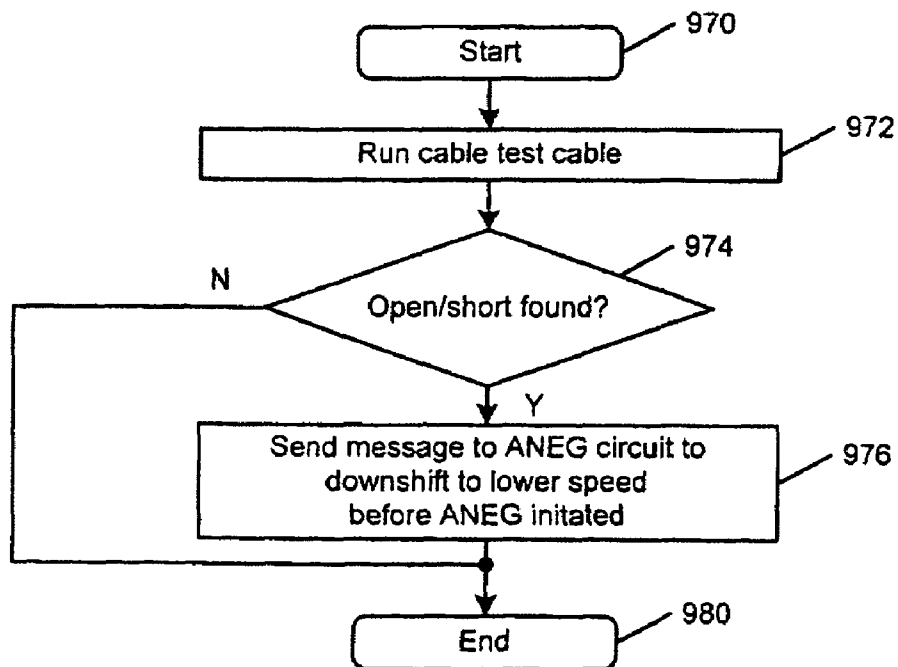 Start
970
Run cable test cable
972
974
N
Open/short found?
Y
Send message to ANEG circuit to
downshift to lower speed
before ANEG initated
976
End
980